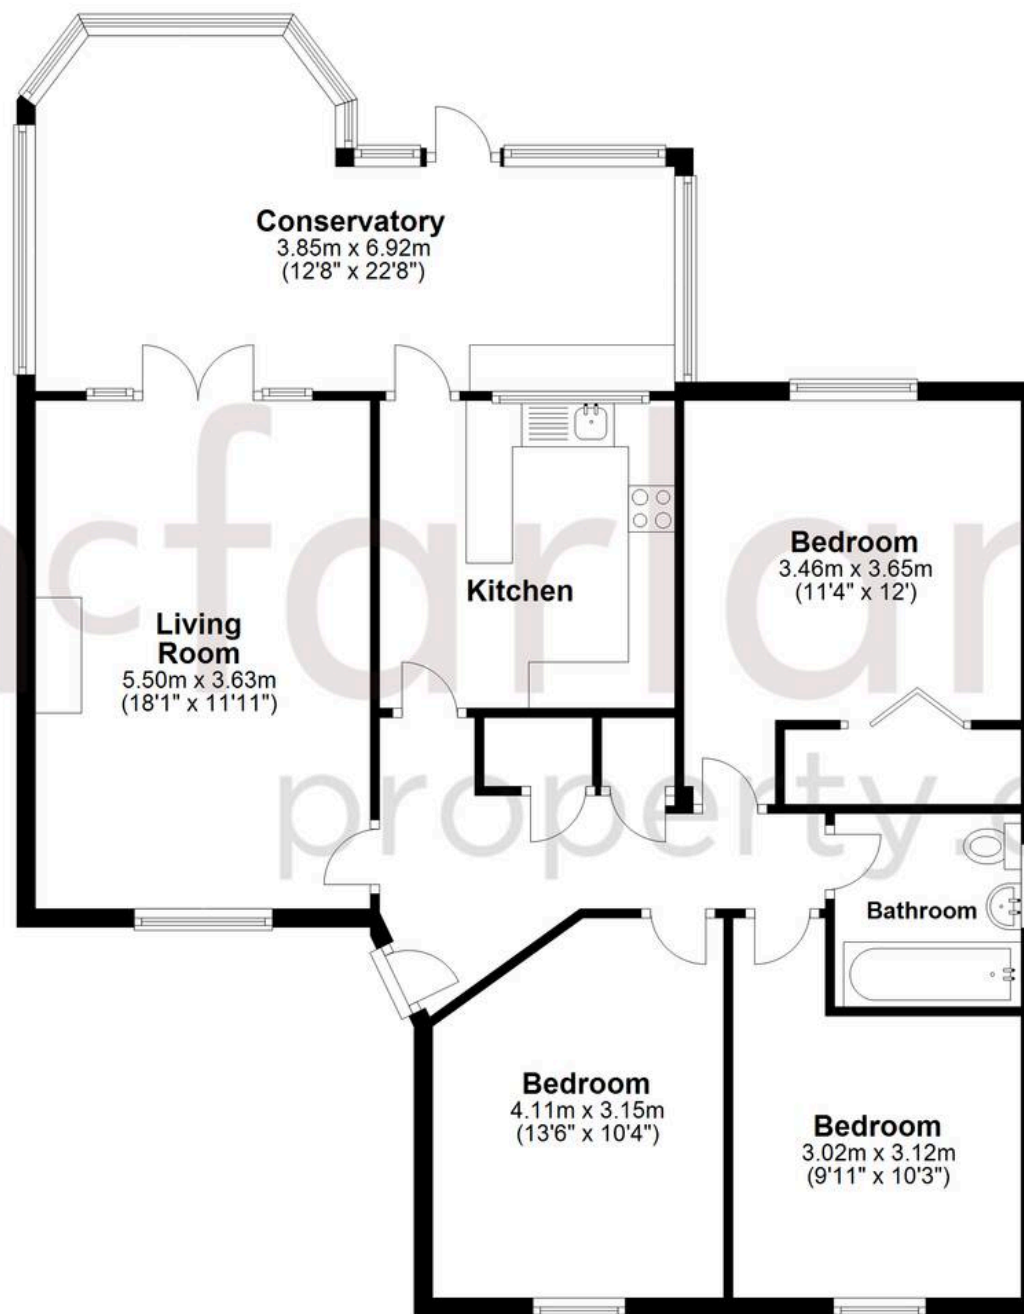 Conservatory
3.85m x 6.92m
(12'8" x 22'8")
Living
Room
5.50m x 3.63m
(18'1" x 11'11")
Kitchen
Bedroom
3.46m x 3.65m
(11'4" x 12')
Bathroom
Bedroom
4.11m x 3.15m
(13'6" x 10'4")
Bedroom
3.02m x 3.12m
(9'11" x 10'3")
cfarlan
property.c